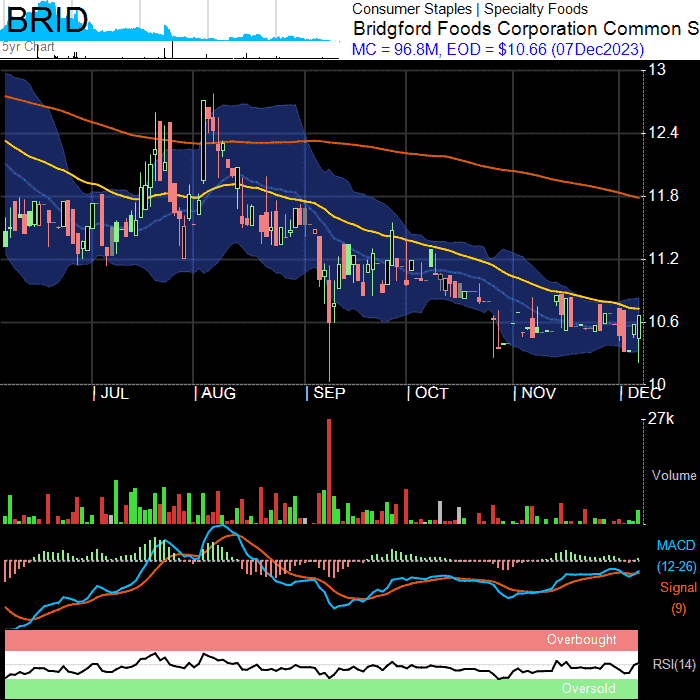 BRID
5yr Chart
Consumer Staples | Specialty Foods
Bridgford Foods Corporation Common S
MC = 96.8M, EOD = $10.66 (07Dec2023)
13
12.4
11.8
11.2
10.6
10
JUL AUG SEP OCT NOV DEC
27k
Volume
MACD
(12-26)
Signal
(9)
Overbought
RSI(14)
Oversold